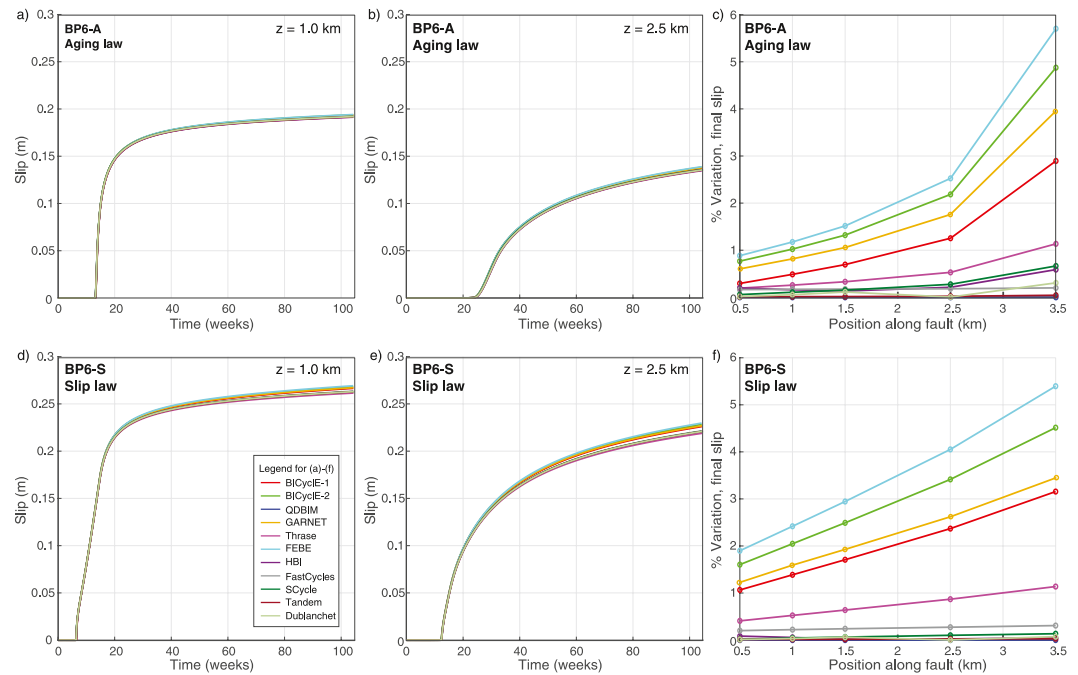 a)
BP6-A
Aging law
z = 1.0 km
0.3
0.25
0.2
0.15
0.1
0.05
0
Slip (m)
0 20 40 60 80 100
Time (weeks)
b)
BP6-A
Aging law
z = 2.5 km
0.3
0.25
0.2
0.15
0.1
0.05
0
Slip (m)
0 20 40 60 80 100
Time (weeks)
c)
BP6-A
Aging law
6
5
4
3
2
1
0
% Variation, final slip
0.5 1 1.5 2 2.5 3 3.5
Position along fault (km)
d)
BP6-S
Slip law
z = 1.0 km
0.3
0.25
0.2
0.15
0.1
0.05
0
Slip (m)
0 20 40 60 80 100
Time (weeks)
Legend for (a)-(f)
BICyclE-1
BICyclE-2
QDBIM
GARNET
Thrase
FEBE
HBI
FastCycles
SCycle
Tandem
Dublanchet
e)
BP6-S
Slip law
z = 2.5 km
0.3
0.25
0.2
0.15
0.1
0.05
0
Slip (m)
0 20 40 60 80 100
Time (weeks)
f)
BP6-S
Slip law
6
5
4
3
2
1
0
% Variation, final slip
0.5 1 1.5 2 2.5 3 3.5
Position along fault (km)